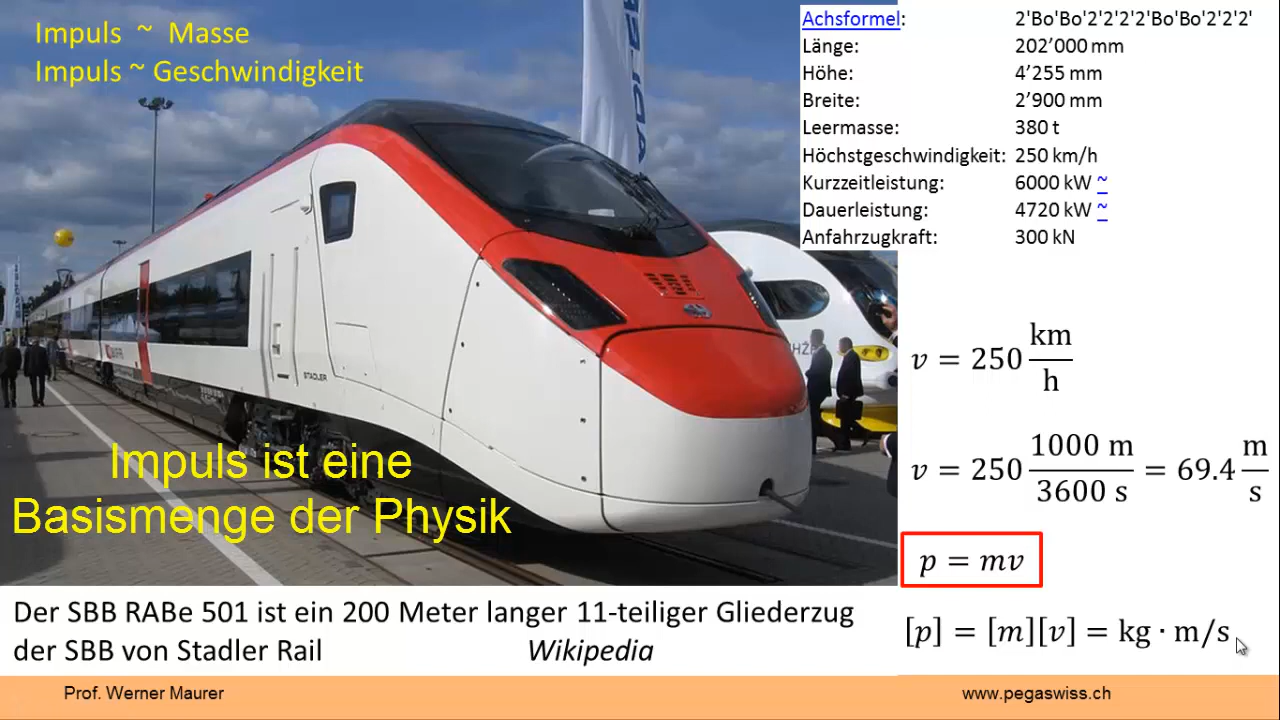 Impuls ~ Masse
Impuls ~ Geschwindigkeit
Achsformel: 2'Bo'Bo'2'2'2'2'Bo'Bo'2'2'2'
Länge: 202’000 mm
Höhe: 4’255 mm
Breite: 2’900 mm
Leermasse: 380 t
Höchstgeschwindigkeit: 250 km/h
Kurzzeitleistung: 6000 kW ~
Dauerleistung: 4720 kW ~
Anfahrzugkraft: 300 kN
STADLER
v = 250 km/h
v = 250 1000 m/3600 s = 69.4 m/s
p = mv
[p] = [m][v] = kg · m/s
Impuls ist eine
Basismenge der Physik
Der SBB RABe 501 ist ein 200 Meter langer 11-teiliger Gliederzug
der SBB von Stadler Rail Wikipedia
Prof. Werner Maurer www.pegaswiss.ch